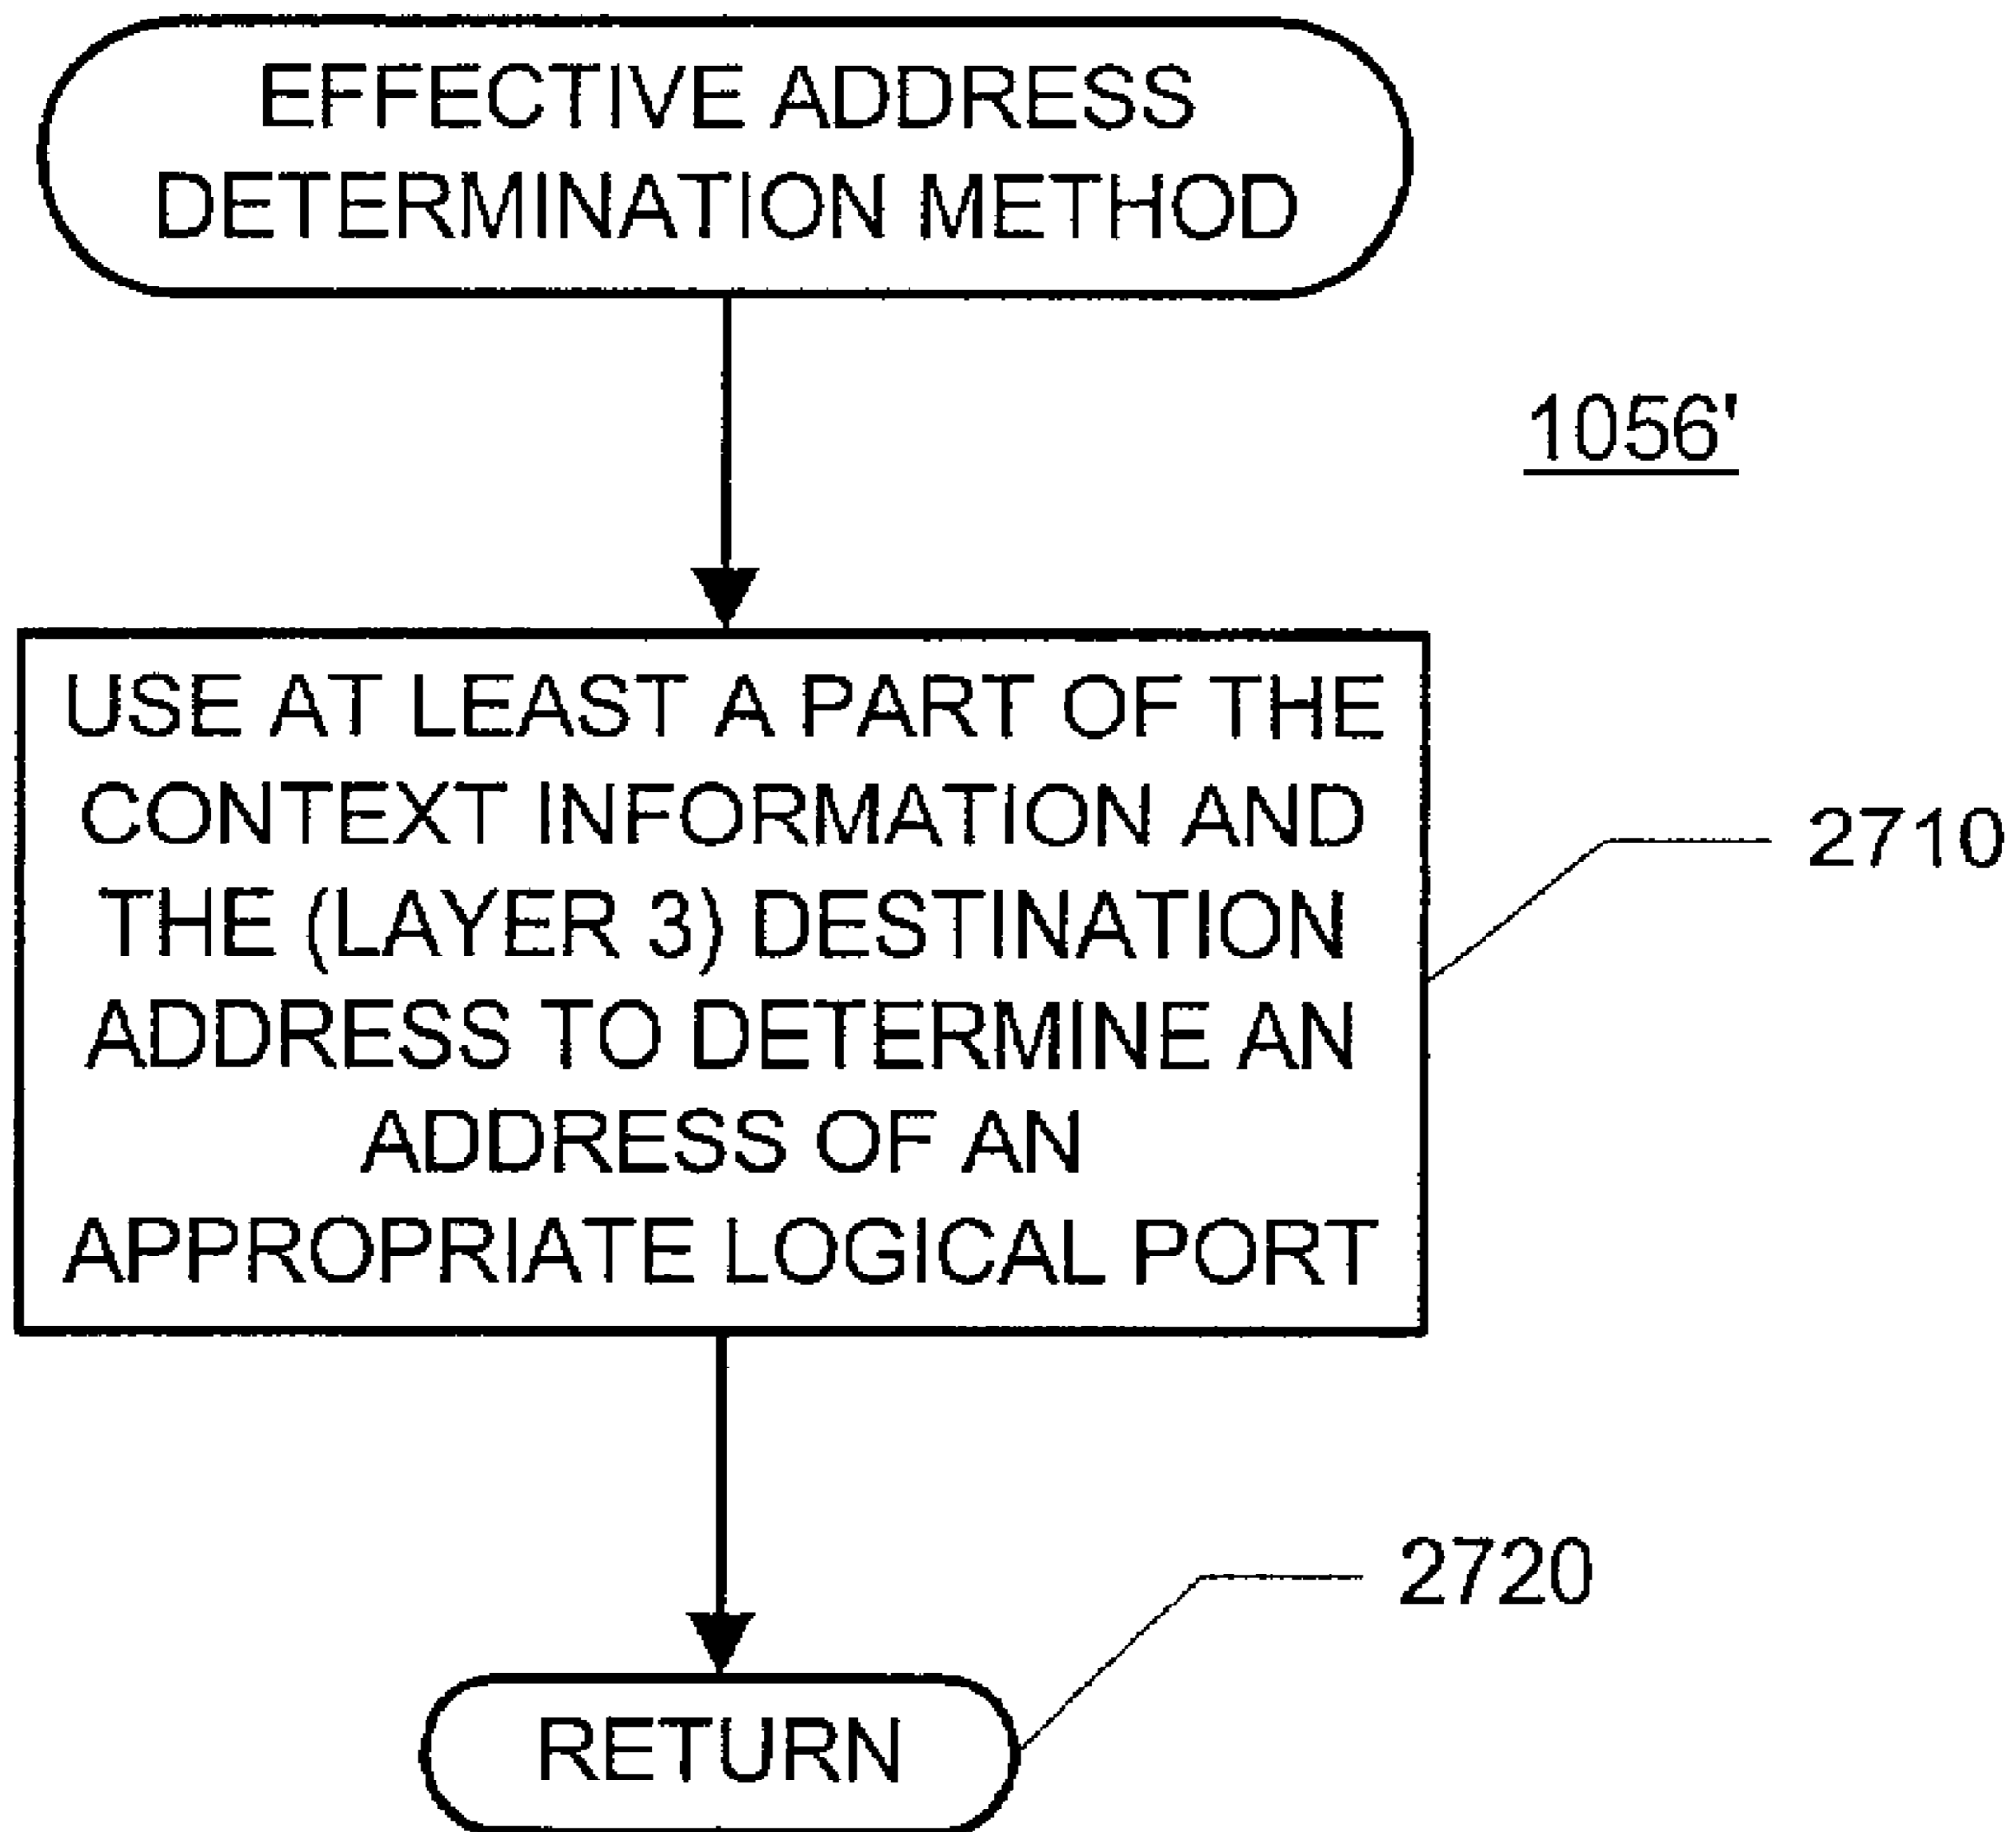 EFFECTIVE ADDRESS
DETERMINATION METHOD
1056'
USE AT LEAST A PART OF THE
CONTEXT INFORMATION AND
THE (LAYER 3) DESTINATION
ADDRESS TO DETERMINE AN
ADDRESS OF AN
APPROPRIATE LOGICAL PORT
2710
2720
RETURN